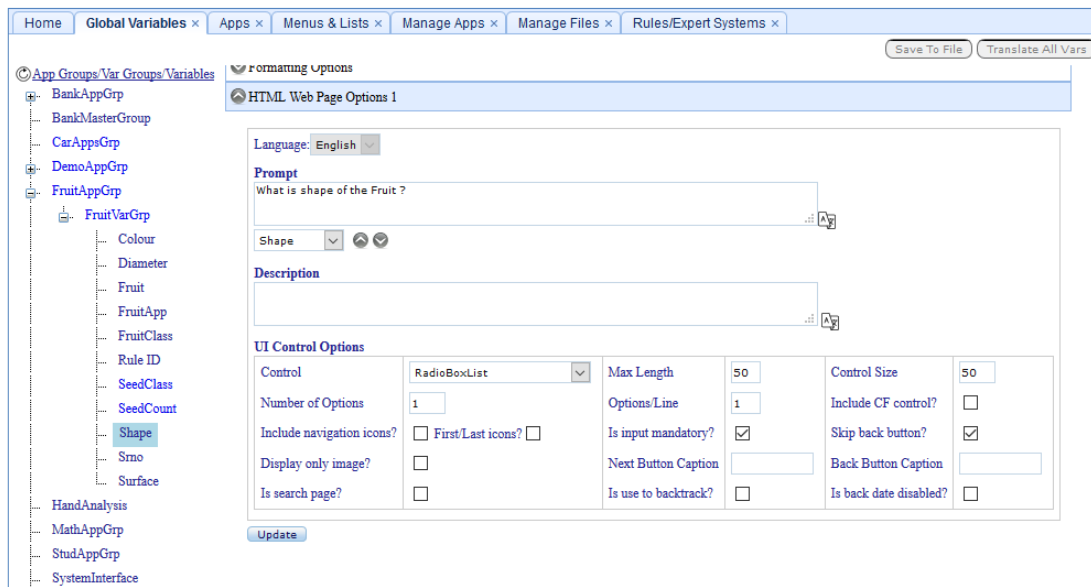 Home Global Variables × Apps × Menus & Lists × Manage Apps × Manage Files × Rules/Expert Systems ×
Save To File Translate All Vars
App Groups/Var Groups/Variables
BankAppGrp
BankMasterGroup
CarAppsGrp
DemoAppGrp
FruitAppGrp
FruitVarGrp
Colour
Diameter
Fruit
FruitApp
FruitClass
Rule ID
SeedClass
SeedCount
Shape
Srno
Surface
HandAnalysis
MathAppGrp
StudAppGrp
SystemInterface
Formatting Options
HTML Web Page Options 1
Language: English
Prompt
What is shape of the Fruit ?
Shape
Description
UI Control Options
Control RadioBoxList Max Length 50 Control Size 50
Number of Options 1 Options/Line 1 Include CF control?
Include navigation icons? First/Last icons? Is input mandatory? Skip back button?
Display only image? Next Button Caption Back Button Caption
Is search page? Is use to backtrack? Is back date disabled?
Update